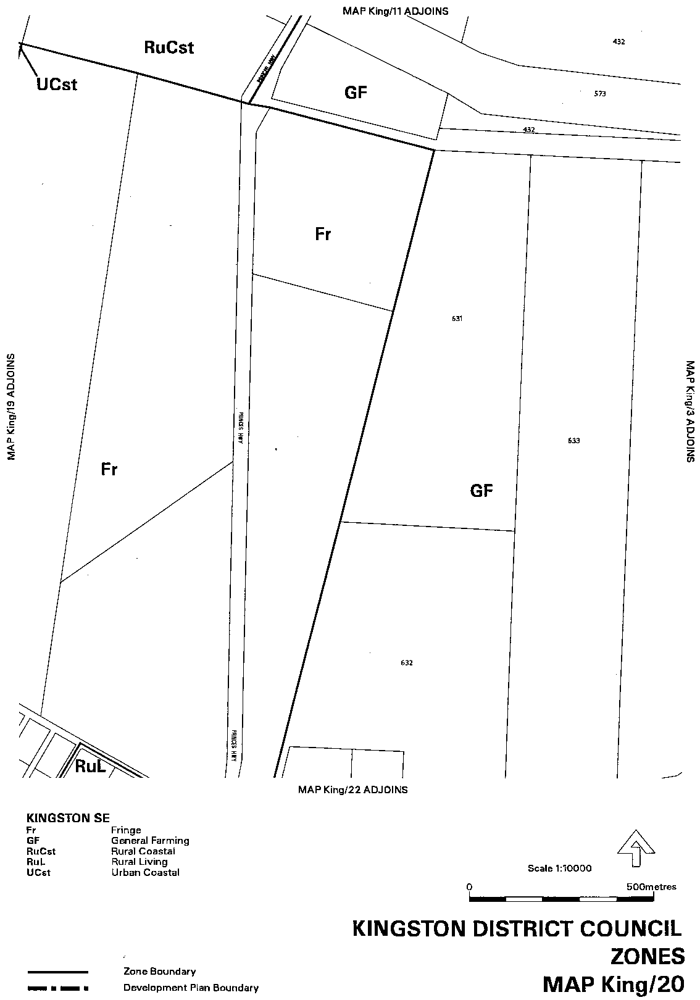 MAP King/11 ADJOINS
RuCst
432
UCst
PRINCES HWY
GF
573
432
Fr
631
MAP King/19 ADJOINS
MAP King/3 ADJOINS
PRINCES HWY
633
Fr
GF
632
PRINCES HWY
RuL
MAP King/22 ADJOINS
KINGSTON SE
Fr Fringe
GF General Farming
RuCst Rural Coastal
RuL Rural Living
UCst Urban Coastal
Scale 1:10000
0 500metres
KINGSTON DISTRICT COUNCIL
ZONES
MAP King/20
Zone Boundary
Development Plan Boundary